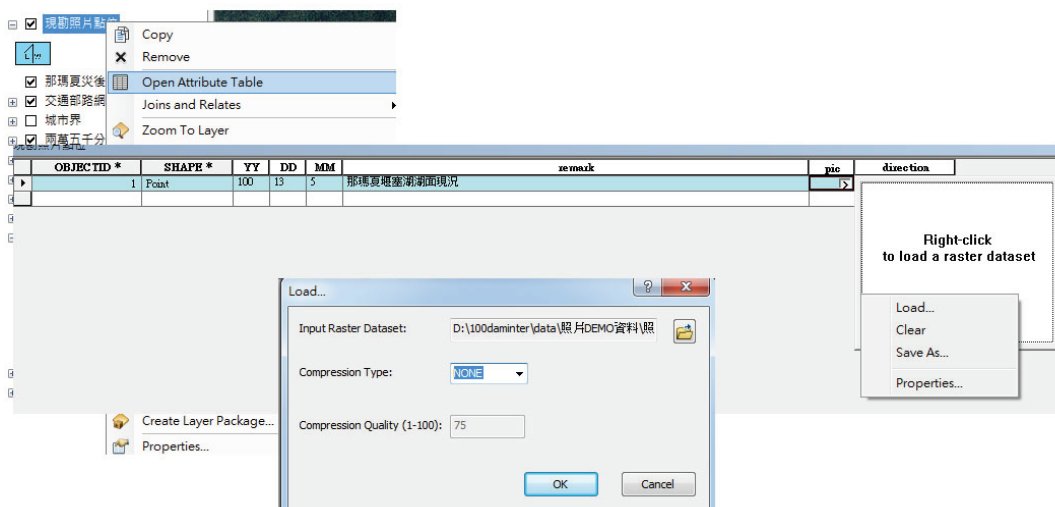 現勘照片點位
Copy
Remove
那瑪夏災後
Open Attribute Table
交通部路網
Joins and Relates
城市界
Zoom To Layer
兩萬五千分
OBJECTID * SHAPE * YY DD MM remark pic direction
1 Point 100 13 5 那瑪夏堰塞湖湖面現況
Right-click
to load a raster dataset
Load...
Clear
Save As...
Properties...
Load...
Input Raster Dataset: D:\100daminter\data\照片DEMO資料\照
Compression Type: NONE
Compression Quality (1-100): 75
OK Cancel
Create Layer Package...
Properties...